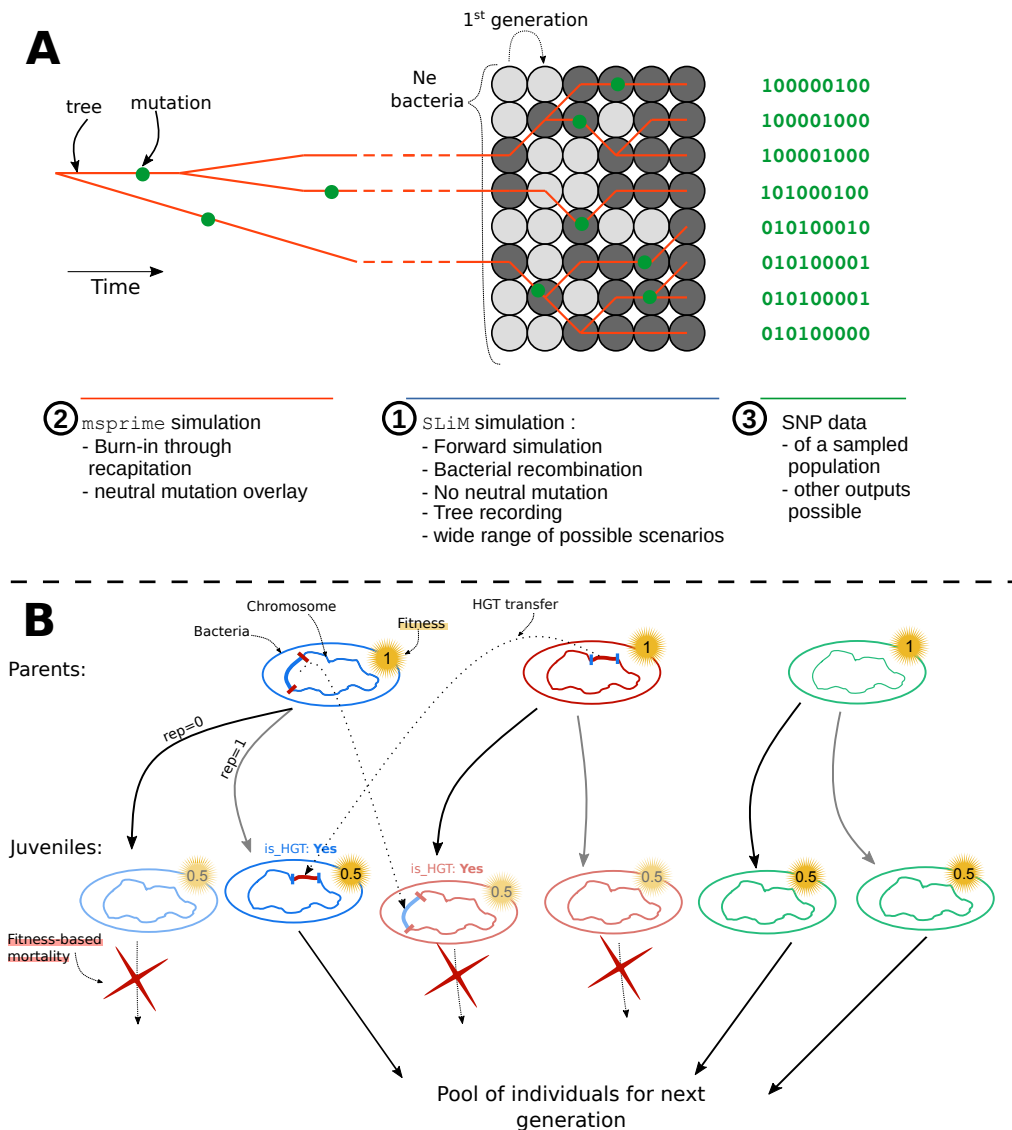 A
1st generation
Ne
bacteria
tree
mutation
Time
100000100
100001000
100001000
101000100
010100010
010100001
010100001
010100000
2
msprime simulation
- Burn-in through
recapitation
- neutral mutation overlay
1
SLiM simulation :
- Forward simulation
- Bacterial recombination
- No neutral mutation
- Tree recording
- wide range of possible scenarios
3
SNP data
- of a sampled
population
- other outputs
possible
B
Chromosome
HGT transfer
Bacteria
Fitness
Parents:
1
1
1
rep=0
rep=1
Juveniles:
is_HGT: Yes
is_HGT: Yes
0.5
0.5
0.5
0.5
0.5
0.5
Fitness-based
mortality
Pool of individuals for next
generation